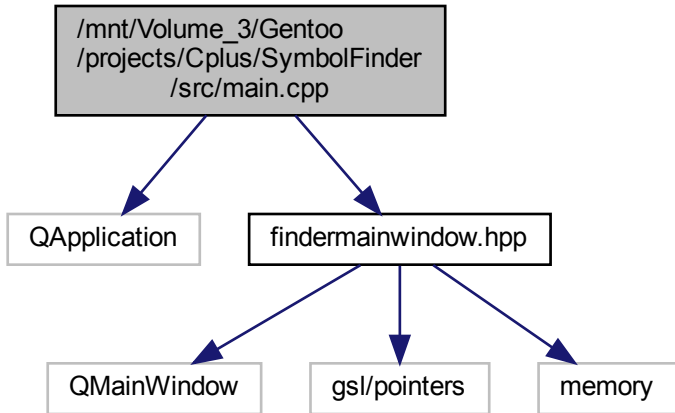 /mnt/Volume_3/Gentoo
/projects/Cplus/SymbolFinder
/src/main.cpp
QApplication
findermainwindow.hpp
QMainWindow
gsl/pointers
memory